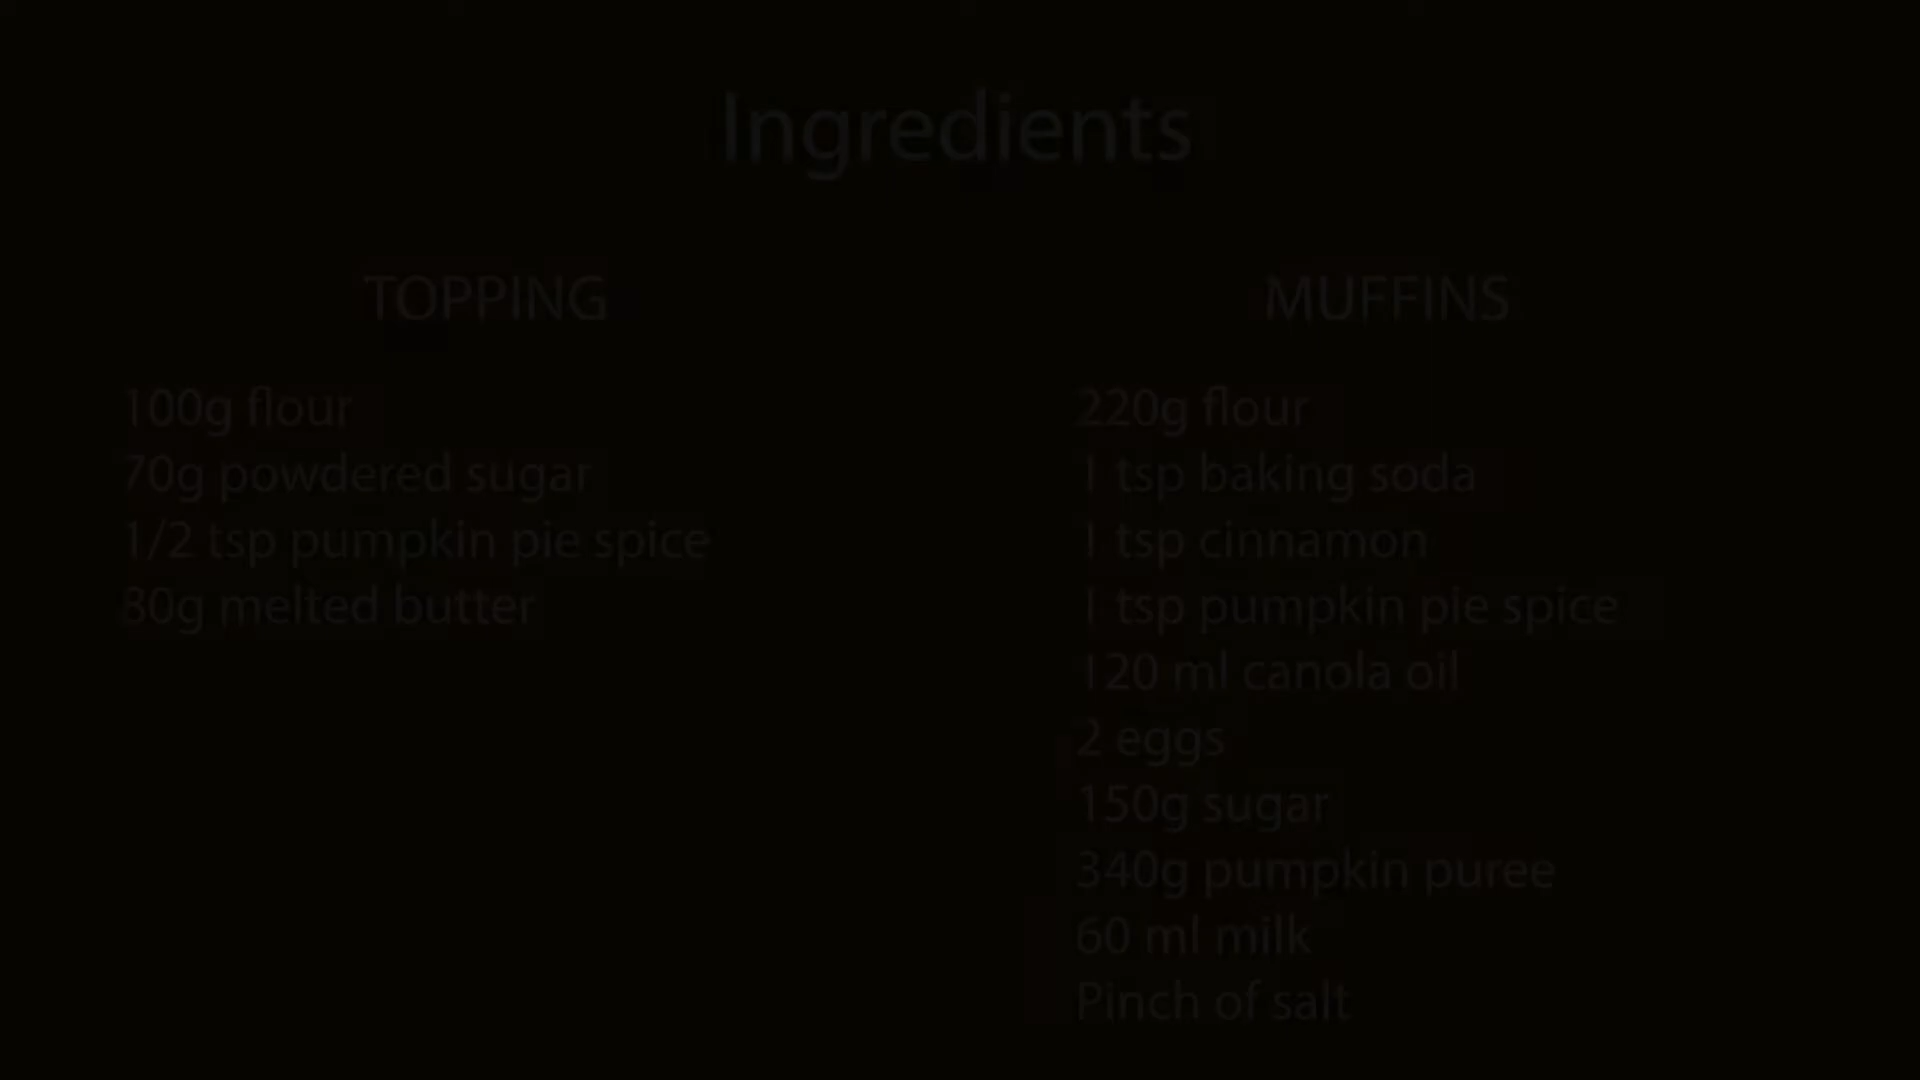 Ingredients
TOPPING
100g flour
70g powdered sugar
1/2 tsp pumpkin pie spice
80g melted butter
MUFFINS
220g flour
1 tsp baking soda
1 tsp cinnamon
1 tsp pumpkin pie spice
120 ml canola oil
2 eggs
150g sugar
340g pumpkin puree
60 ml milk
Pinch of salt